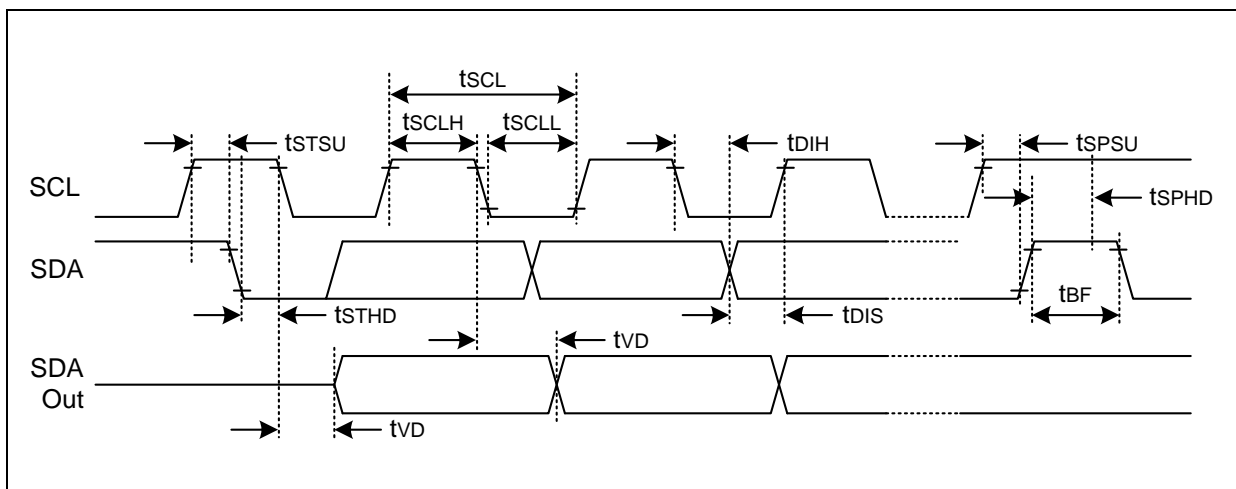 tSCL
tSCLH
tSCLL
tSTSU
tDIH
tSPSU
SCL
tSPHD
SDA
tBF
tSTHD
tDIS
tVD
SDA
Out
tVD